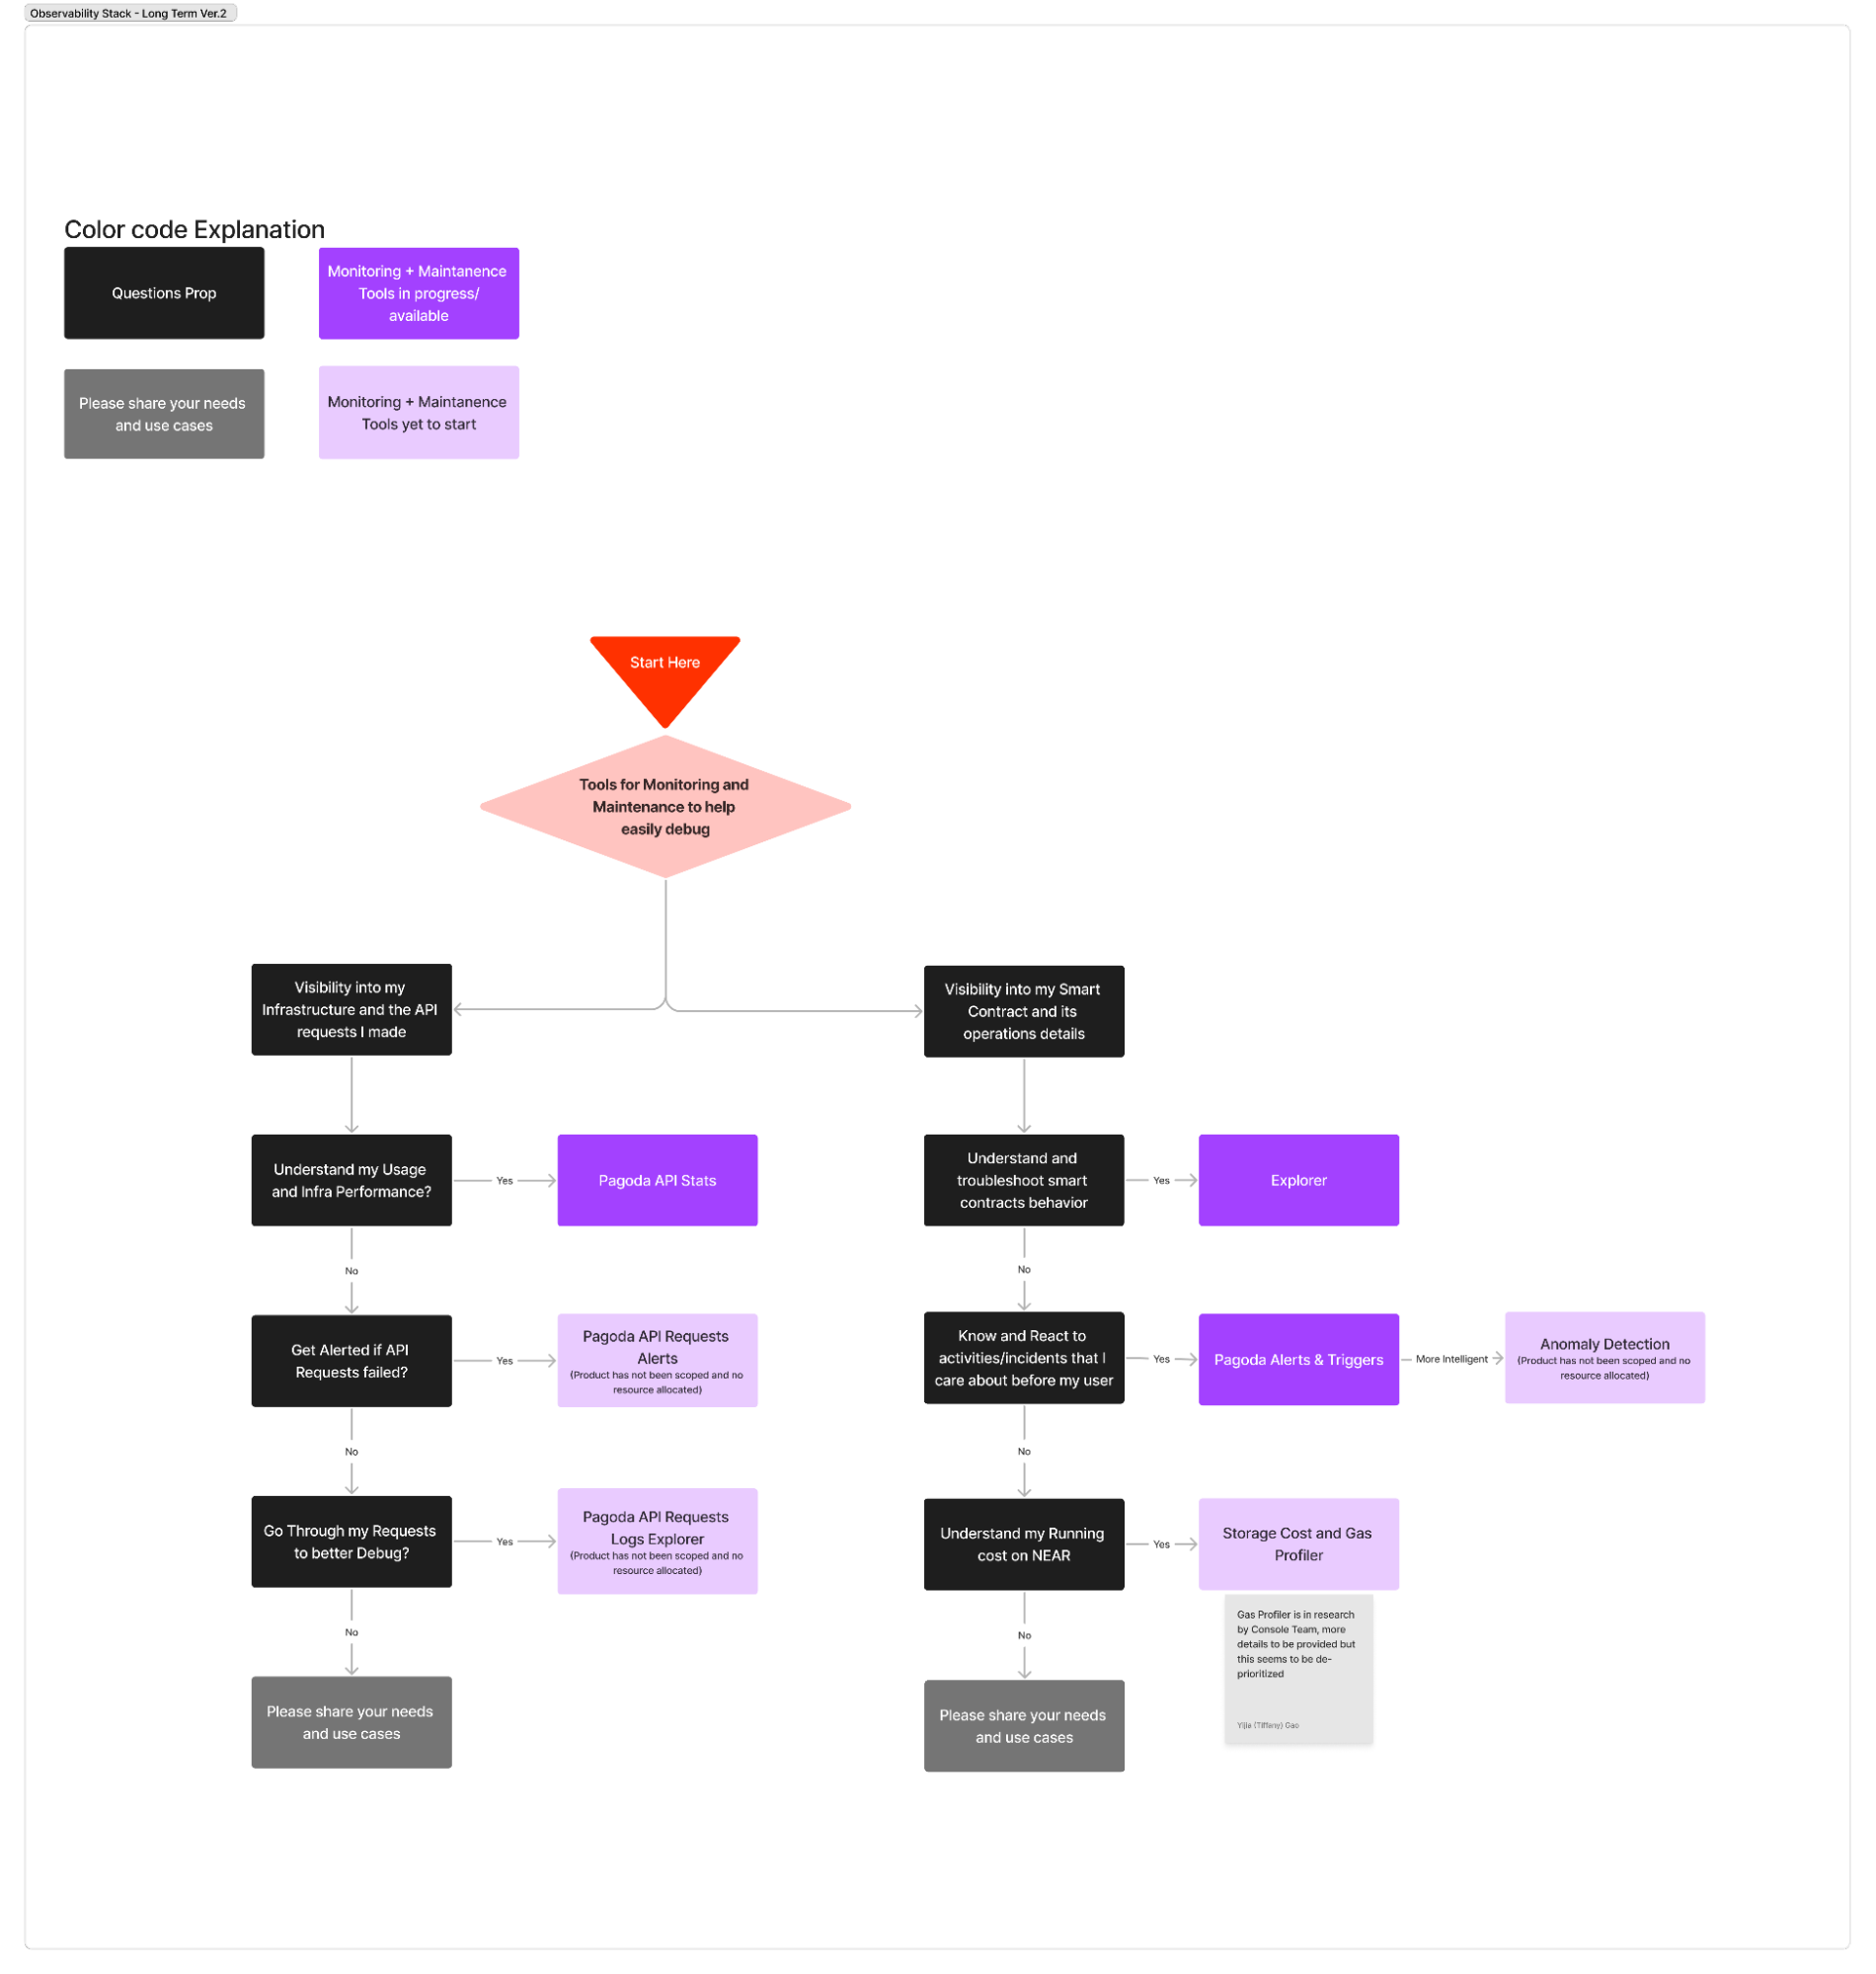 Observability Stack - Long Term Ver.2
Color code Explanation
Questions Prop
Monitoring + Maintanence
Tools in progress/
available
Please share your needs
and use cases
Monitoring + Maintanence
Tools yet to start
Start Here
Tools for Monitoring and
Maintenance to help
easily debug
Visibility into my
Infrastructure and the API
requests I made
Visibility into my Smart
Contract and its
operations details
Understand my Usage
and Infra Performance?
Yes
Pagoda API Stats
Understand and
troubleshoot smart
contracts behavior
Yes
Explorer
No
No
Get Alerted if API
Requests failed?
Yes
Pagoda API Requests
Alerts
(Product has not been scoped and no
resource allocated)
Know and React to
activities/incidents that I
care about before my user
Yes
Pagoda Alerts & Triggers
More Intelligent
Anomaly Detection
(Product has not been scoped and no
resource allocated)
No
No
Go Through my Requests
to better Debug?
Yes
Pagoda API Requests
Logs Explorer
(Product has not been scoped and no
resource allocated)
Understand my Running
cost on NEAR
Yes
Storage Cost and Gas
Profiler
Gas Profiler is in research
by Console Team, more
details to be provided but
this seems to be de-
prioritized
Yijia (Tiffany) Gao
No
No
Please share your needs
and use cases
Please share your needs
and use cases